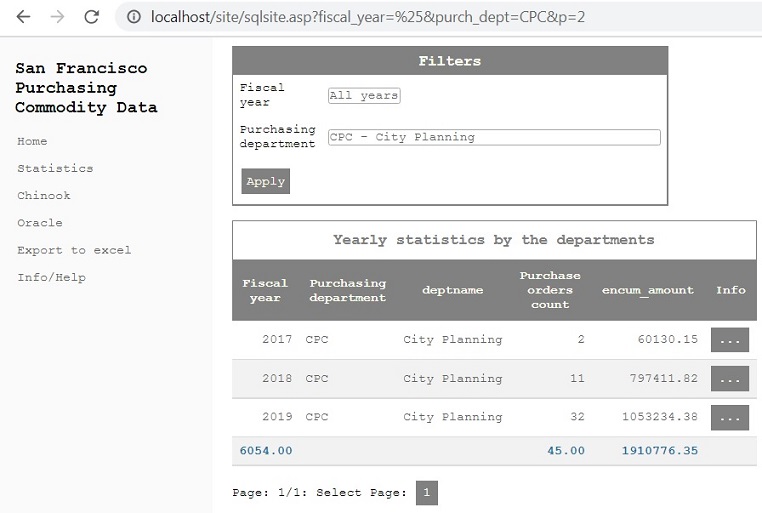 localhost/site/sqlsite.asp?fiscal_year=%25&purch_dept=CPC&p=2
San Francisco
Purchasing
Commodity Data
Home
Statistics
Chinook
Oracle
Export to excel
Info/Help
Filters
Fiscal
year
All years
Purchasing
department
CPC - City Planning
Apply
Yearly statistics by the departments
Fiscal year Purchasing department deptname Purchase orders count encum_amount Info
2017 CPC City Planning 2 60130.15 ...
2018 CPC City Planning 11 797411.82 ...
2019 CPC City Planning 32 1053234.38 ...
6054.00 45.00 1910776.35
Page: 1/1: Select Page: 1